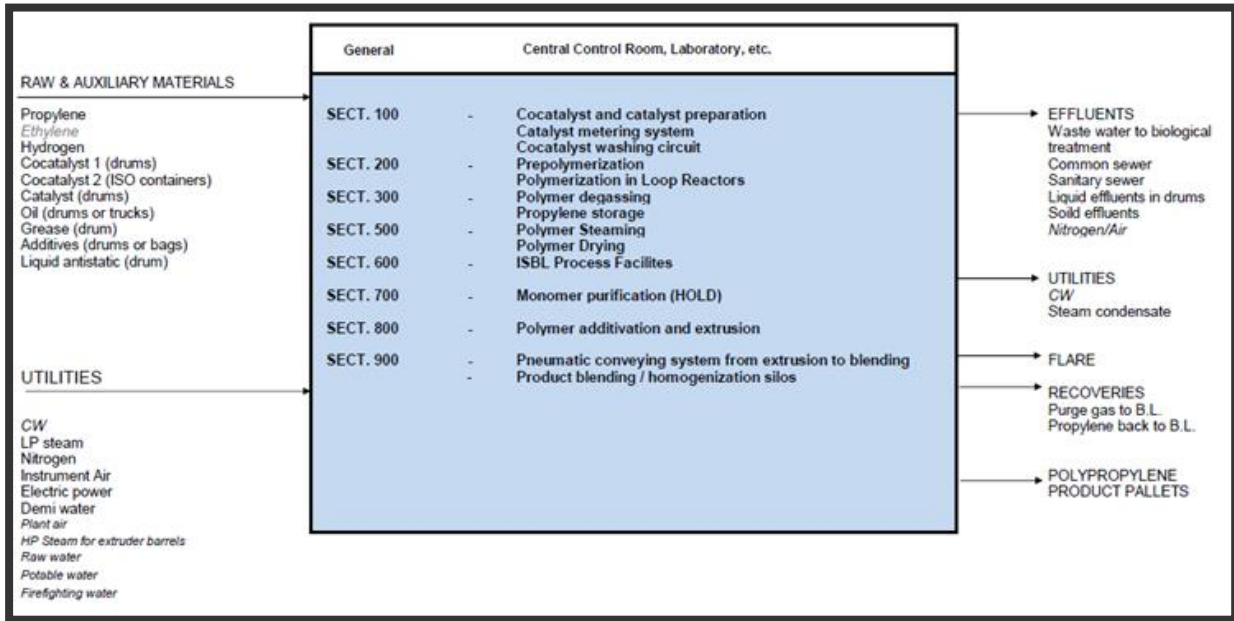 General Central Control Room, Laboratory, etc.
RAW & AUXILIARY MATERIALS
Propylene
Ethylene
Hydrogen
Cocatalyst 1 (drums)
Cocatalyst 2 (ISO containers)
Catalyst (drums)
Oil (drums or trucks)
Grease (drum)
Additives (drums or bags)
Liquid antistatic (drum)
UTILITIES
CW
LP steam
Nitrogen
Instrument Air
Electric power
Demi water
Plant air
HP Steam for extruder barrels
Raw water
Potable water
Firefighting water
SECT. 100 - Cocatalyst and catalyst preparation
Catalyst metering system
Cocatalyst washing circuit
SECT. 200 - Prepolymerization
Polymerization in Loop Reactors
SECT. 300 - Polymer degassing
Propylene storage
SECT. 500 - Polymer Steaming
Polymer Drying
SECT. 600 - ISBL Process Facilites
SECT. 700 - Monomer purification (HOLD)
SECT. 800 - Polymer additivation and extrusion
SECT. 900 - Pneumatic conveying system from extrusion to blending
- Product blending / homogenization silos
EFFLUENTS
Waste water to biological
treatment
Common sewer
Sanitary sewer
Liquid effluents in drums
Soild effluents
Nitrogen/Air
UTILITIES
CW
Steam condensate
FLARE
RECOVERIES
Purge gas to B.L.
Propylene back to B.L.
POLYPROPYLENE
PRODUCT PALLETS